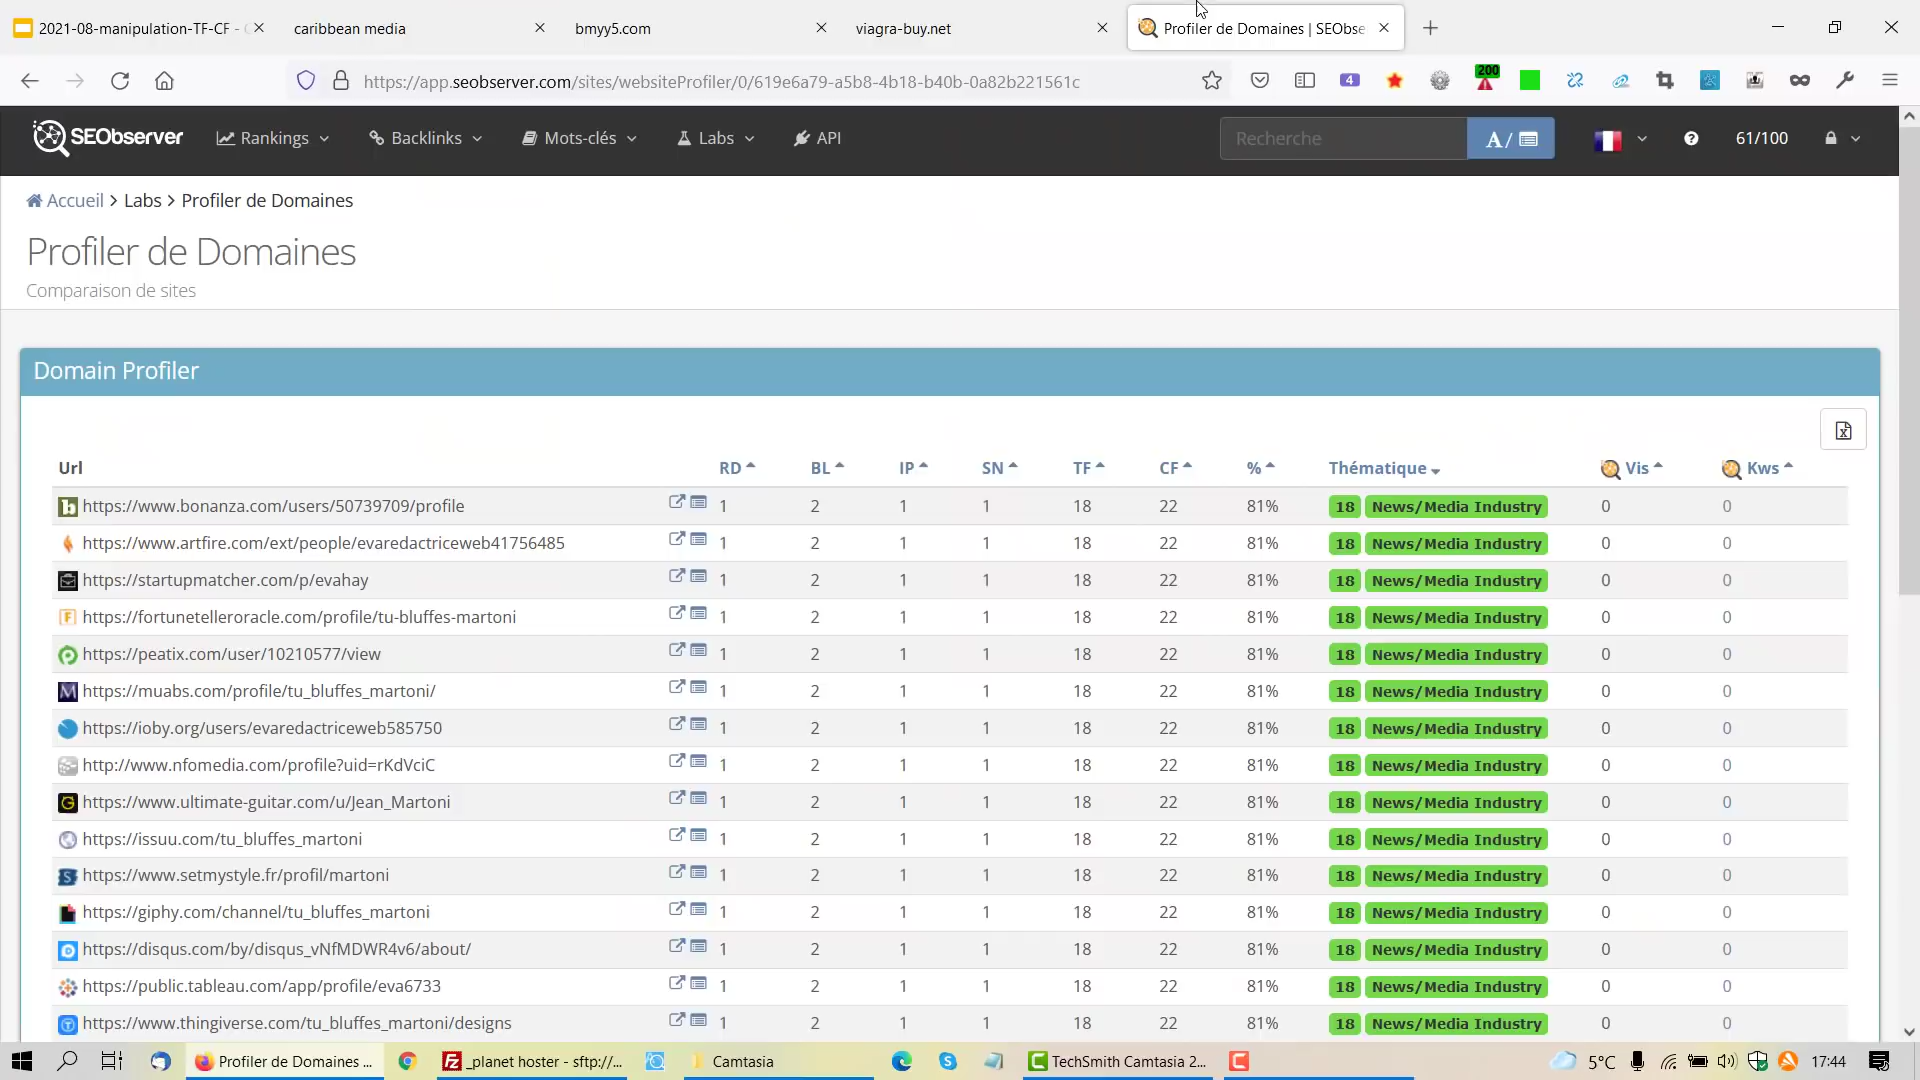 2021-08-manipulation-TF-CF -
caribbean media
bmyy5.com
viagra-buy.net
Profiler de Domaines | SEObse
https://app.seobserver.com/sites/websiteProfiler/0/619e6a79-a5b8-4b18-b40b-0a82b221561c
4
200
SEObserver
Rankings
Backlinks
Mots-clés
Labs
API
Recherche
A /
61/100
Accueil > Labs > Profiler de Domaines
Profiler de Domaines
Comparaison de sites
Domain Profiler
Url RD BL IP SN TF CF % Thématique Vis Kws
https://www.bonanza.com/users/50739709/profile 1 2 1 1 18 22 81% 18 News/Media Industry 0 0
https://www.artfire.com/ext/people/evaredactriceweb41756485 1 2 1 1 18 22 81% 18 News/Media Industry 0 0
https://startupmatcher.com/p/evahay 1 2 1 1 18 22 81% 18 News/Media Industry 0 0
https://fortunetelleroracle.com/profile/tu-bluffes-martoni 1 2 1 1 18 22 81% 18 News/Media Industry 0 0
https://peatix.com/user/10210577/view 1 2 1 1 18 22 81% 18 News/Media Industry 0 0
https://muabs.com/profile/tu_bluffes_martoni/ 1 2 1 1 18 22 81% 18 News/Media Industry 0 0
https://ioby.org/users/evaredactriceweb585750 1 2 1 1 18 22 81% 18 News/Media Industry 0 0
http://www.nfomedia.com/profile?uid=rKdVciC 1 2 1 1 18 22 81% 18 News/Media Industry 0 0
https://www.ultimate-guitar.com/u/Jean_Martoni 1 2 1 1 18 22 81% 18 News/Media Industry 0 0
https://issuu.com/tu_bluffes_martoni 1 2 1 1 18 22 81% 18 News/Media Industry 0 0
https://www.setmystyle.fr/profil/martoni 1 2 1 1 18 22 81% 18 News/Media Industry 0 0
https://giphy.com/channel/tu_bluffes_martoni 1 2 1 1 18 22 81% 18 News/Media Industry 0 0
https://disqus.com/by/disqus_vNfMDWR4v6/about/ 1 2 1 1 18 22 81% 18 News/Media Industry 0 0
https://public.tableau.com/app/profile/eva6733 1 2 1 1 18 22 81% 18 News/Media Industry 0 0
https://www.thingiverse.com/tu_bluffes_martoni/designs 1 2 1 1 18 22 81% 18 News/Media Industry 0 0
Profiler de Domaines ...
_planet hoster - sftp://...
Camtasia
TechSmith Camtasia 2...
5°C
17:44